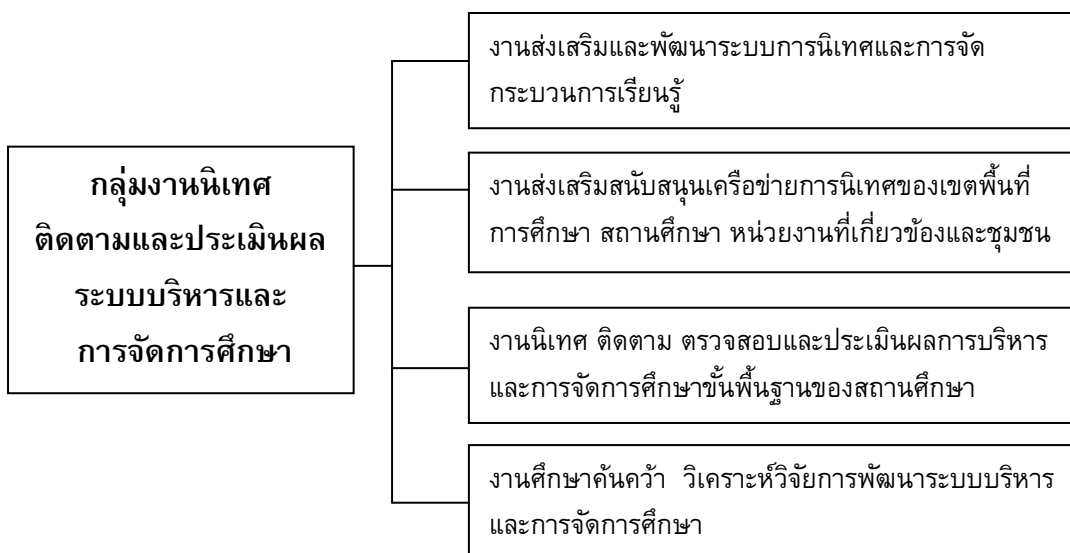 กลุ่มงานนิเทศ
ติดตามและประเมินผล
ระบบบริหารและ
การจัดการศึกษา
งานส่งเสริมและพัฒนาระบบการนิเทศและการจัด
กระบวนการเรียนรู้
งานส่งเสริมสนับสนุนเครือข่ายการนิเทศของเขตพื้นที่
การศึกษา สถานศึกษา หน่วยงานที่เกี่ยวข้องและชุมชน
งานนิเทศ ติดตาม ตรวจสอบและประเมินผลการบริหาร
และการจัดการศึกษาขั้นพื้นฐานของสถานศึกษา
งานศึกษาค้นคว้า วิเคราะห์วิจัยการพัฒนาระบบบริหาร
และการจัดการศึกษา